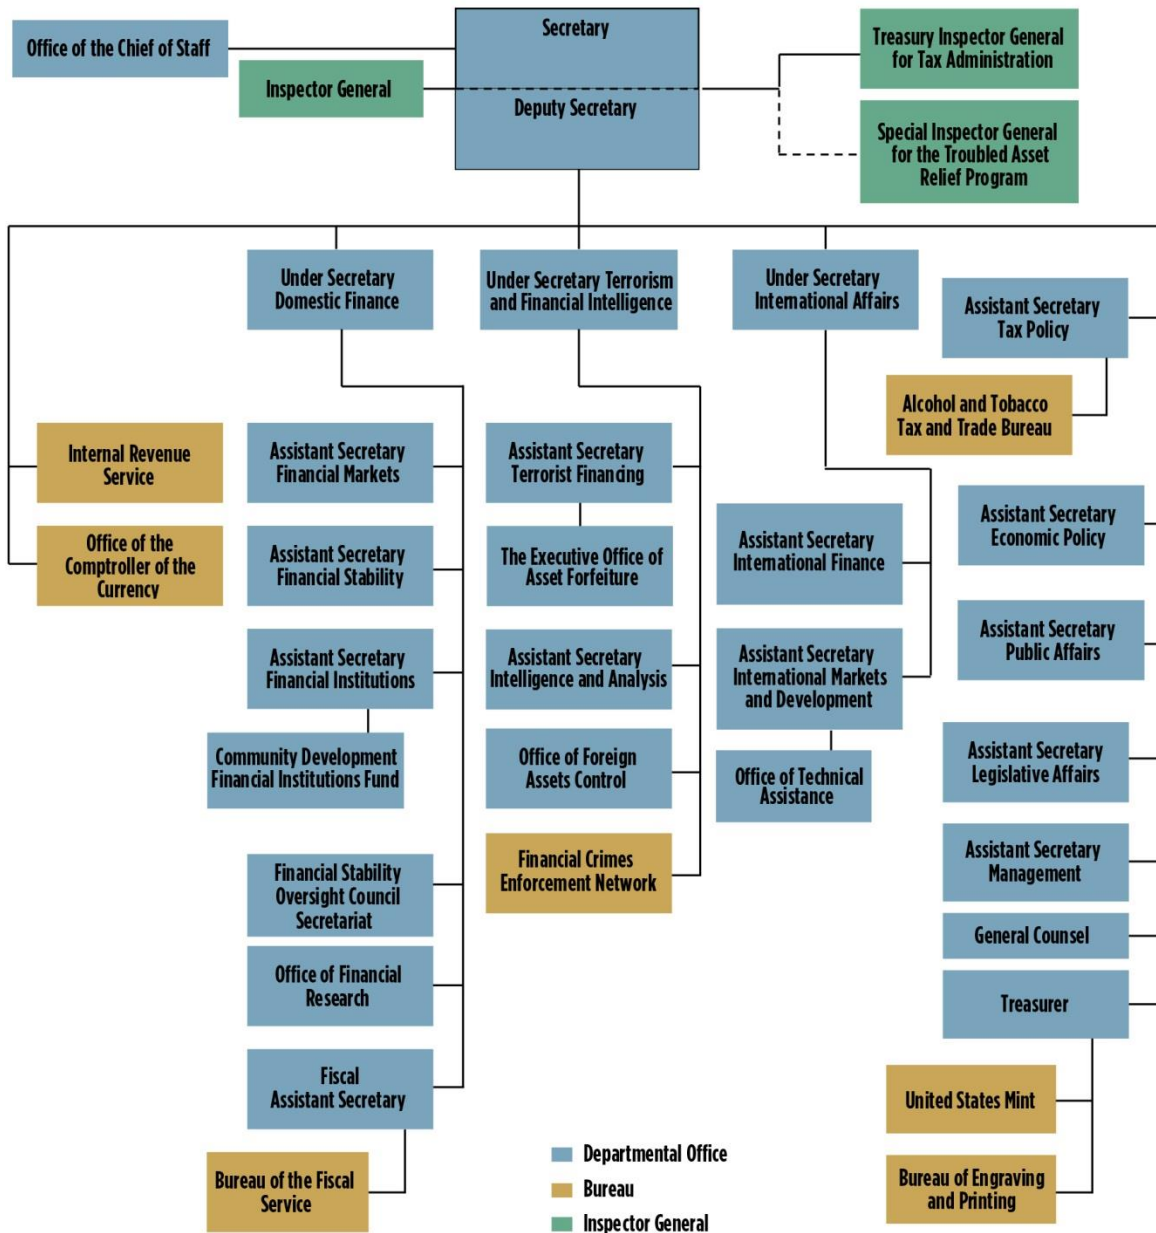 Office of the Chief of Staff
Secretary
Deputy Secretary
Inspector General
Treasury Inspector General
for Tax Administration
Special Inspector General
for the Troubled Asset
Relief Program
Under Secretary
Domestic Finance
Under Secretary Terrorism
and Financial Intelligence
Under Secretary
International Affairs
Assistant Secretary
Tax Policy
Alcohol and Tobacco
Tax and Trade Bureau
Internal Revenue
Service
Office of the
Comptroller of the
Currency
Assistant Secretary
Financial Markets
Assistant Secretary
Financial Stability
Assistant Secretary
Financial Institutions
Community Development
Financial Institutions Fund
Financial Stability
Oversight Council
Secretariat
Office of Financial
Research
Fiscal
Assistant Secretary
Bureau of the Fiscal
Service
Assistant Secretary
Terrorist Financing
The Executive Office of
Asset Forfeiture
Assistant Secretary
Intelligence and Analysis
Office of Foreign
Assets Control
Financial Crimes
Enforcement Network
Assistant Secretary
International Finance
Assistant Secretary
International Markets
and Development
Office of Technical
Assistance
Assistant Secretary
Economic Policy
Assistant Secretary
Public Affairs
Assistant Secretary
Legislative Affairs
Assistant Secretary
Management
General Counsel
Treasurer
United States Mint
Bureau of Engraving
and Printing
Departmental Office
Bureau
Inspector General